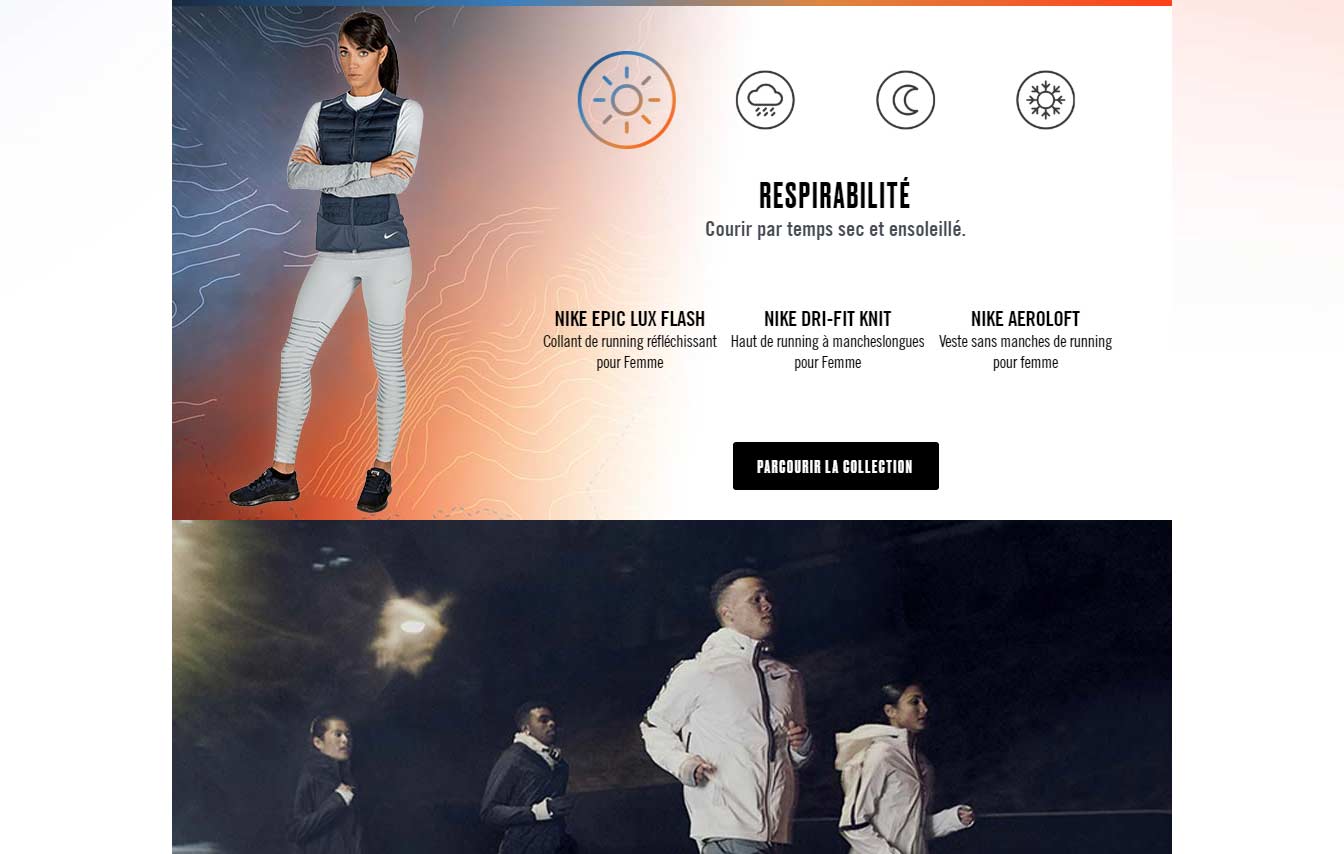 RESPIRABILITÉ
Courir par temps sec et ensoleillé.
NIKE EPIC LUX FLASH
Collant de running réfléchissant
pour Femme
NIKE DRI-FIT KNIT
Haut de running à mancheslongues
pour Femme
NIKE AEROLOFT
Veste sans manches de running
pour femme
PARCOURIR LA COLLECTION